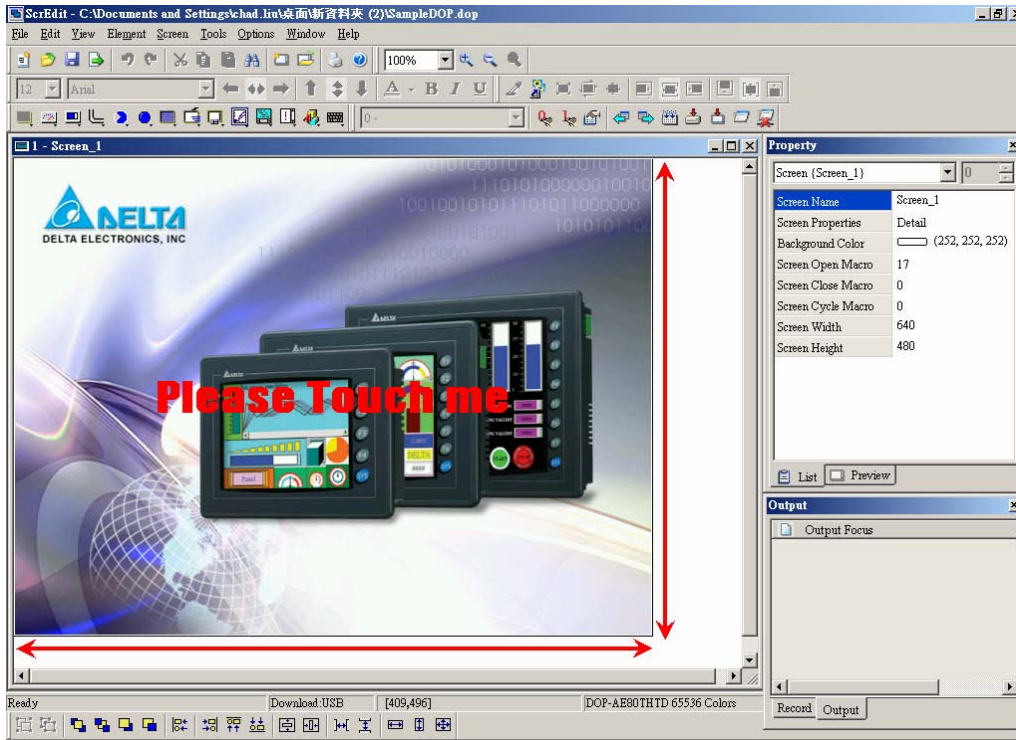 ScrEdit - C:\Documents and Settings\chad.liu\桌面\新資料夾 (2)\SampleDOP.dop
File Edit View Element Screen Tools Options Window Help
100%
12 Arial A - B I U
0 -
1 - Screen_1
DELTA
DELTA ELECTRONICS, INC
Please Touch me
Property
Screen {Screen_1} 0
Screen Name Screen_1
Screen Properties Detail
Background Color (252, 252, 252)
Screen Open Macro 17
Screen Close Macro 0
Screen Cycle Macro 0
Screen Width 640
Screen Height 480
List Preview
Output
Output Focus
Record Output
Ready Download:USB [409,496] DOP-AE80THTD 65536 Colors